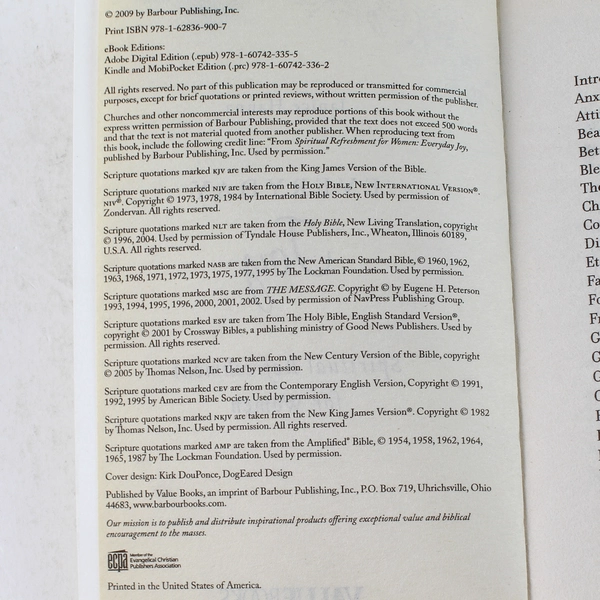 © 2009 by Barbour Publishing, Inc.
Print ISBN 978-1-62836-900-7
eBook Editions:
Adobe Digital Edition (.epub) 978-1-60742-335-5
Kindle and MobiPocket Edition (.prc) 978-1-60742-336-2
All rights reserved. No part of this publication may be reproduced or transmitted for commercial
purposes, except for brief quotations or printed reviews, without written permission of the publisher.
Churches and other noncommercial interests may reproduce portions of this book without the
express written permission of Barbour Publishing, provided that the text does not exceed 500 words
and that the text is not material quoted from another publisher. When reproducing text from
this book, include the following credit line: “From Spiritual Refreshment for Women: Everyday Joy,
published by Barbour Publishing, Inc. Used by permission.”
Scripture quotations marked KJV are taken from the King James Version of the Bible.
Scripture quotations marked NIV are taken from the HOLY BIBLE, NEW INTERNATIONAL VERSION®.
NIV®. Copyright © 1973, 1978, 1984 by International Bible Society. Used by permission of
Zondervan. All rights reserved.
Scripture quotations marked NLT are taken from the Holy Bible, New Living Translation, copyright
© 1996, 2004. Used by permission of Tyndale House Publishers, Inc., Wheaton, Illinois 60189,
U.S.A. All rights reserved.
Scripture quotations marked NASB are taken from the New American Standard Bible, © 1960, 1962,
1963, 1968, 1971, 1972, 1973, 1975, 1977, 1995 by The Lockman Foundation. Used by permission.
Scripture quotations marked MSG are from THE MESSAGE. Copyright © by Eugene H. Peterson
1993, 1994, 1995, 1996, 2000, 2001, 2002. Used by permission of NavPress Publishing Group.
Scripture quotations marked ESV are taken from The Holy Bible, English Standard Version®,
copyright © 2001 by Crossway Bibles, a publishing ministry of Good News Publishers. Used by
permission. All rights reserved.
Scripture quotations marked NCV are taken from the New Century Version of the Bible, copyright
© 2005 by Thomas Nelson, Inc. Used by permission.
Scripture quotations marked CEV are from the Contemporary English Version, Copyright © 1991,
1992, 1995 by American Bible Society. Used by permission.
Scripture quotations marked NKJV are taken from the New King James Version®. Copyright © 1982
by Thomas Nelson, Inc. Used by permission. All rights reserved.
Scripture quotations marked AMP are taken from the Amplified® Bible, © 1954, 1958, 1962, 1964,
1965, 1987 by The Lockman Foundation. Used by permission.
Cover design: Kirk DouPonce, DogEared Design
Published by Value Books, an imprint of Barbour Publishing, Inc., P.O. Box 719, Uhrichsville, Ohio
44683, www.barbourbooks.com.
Our mission is to publish and distribute inspirational products offering exceptional value and biblical
encouragement to the masses.
ecpa
Member of the
Evangelical Christian
Publishers Association
Printed in the United States of America.
Intro
Anx
Atti
Bea
Bet
Ble
The
Ch
Co
Di
Et
Fa
Fo
Fr
G
G